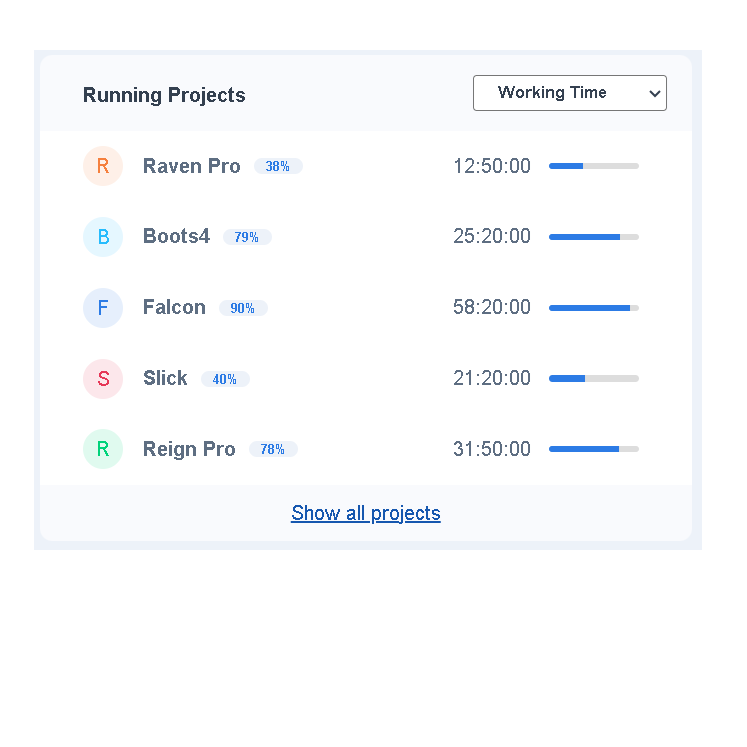 Running Projects Working Time
R Raven Pro 38% 12:50:00
B Boots4 79% 25:20:00
F Falcon 90% 58:20:00
S Slick 40% 21:20:00
R Reign Pro 78% 31:50:00
Show all projects